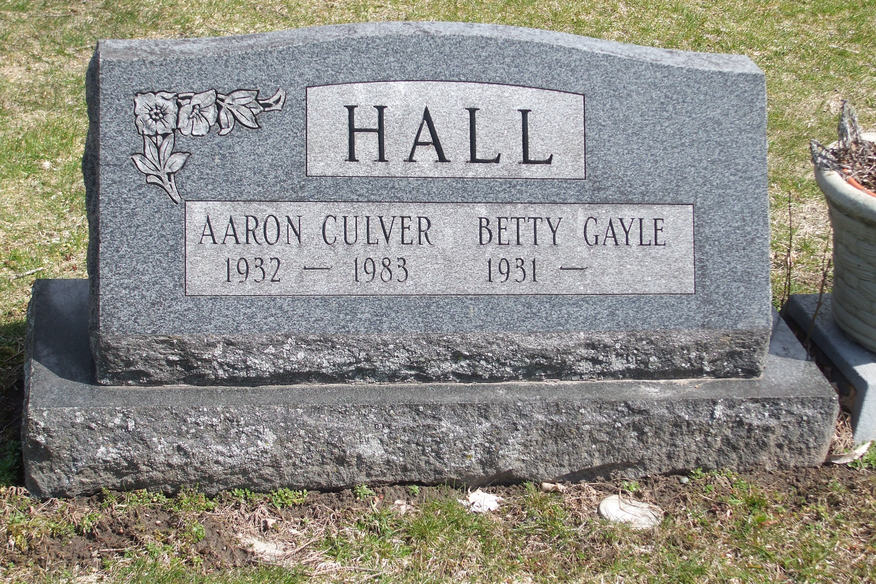 HALL
AARON CULVER BETTY GAYLE
1932 — 1983 1931 —